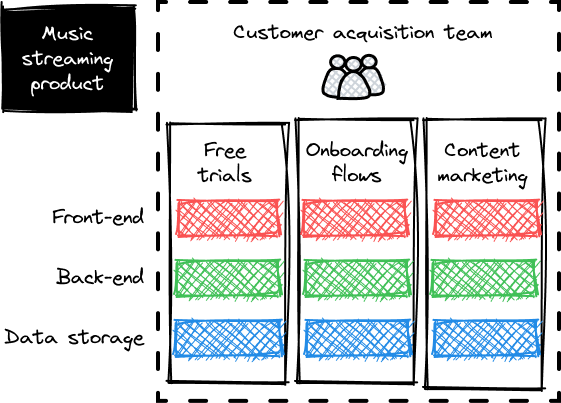 Music
streaming
product
Customer acquisition team
Free
trials
Onboarding
flows
Content
marketing
Front-end
Back-end
Data storage